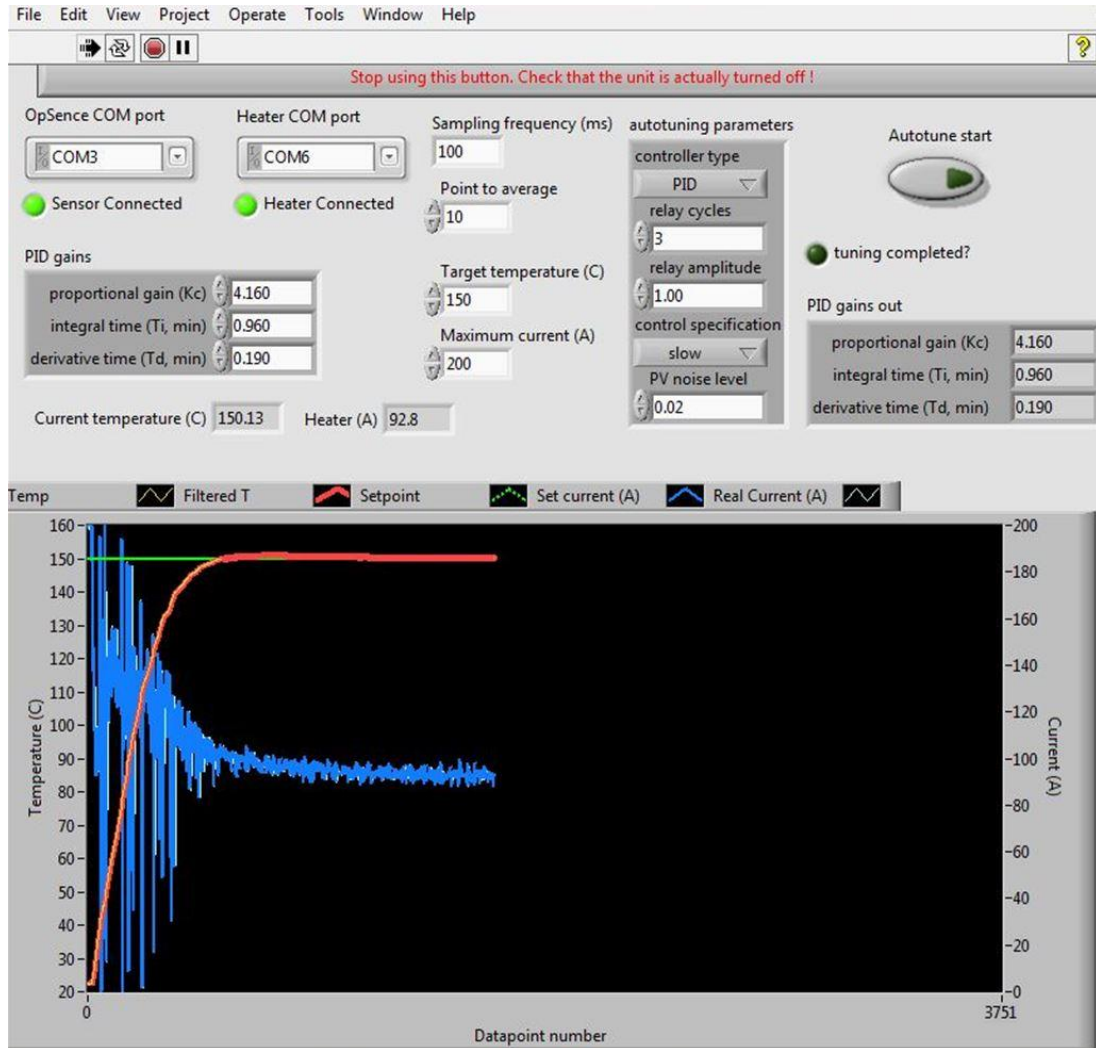 File Edit View Project Operate Tools Window Help
Stop using this button. Check that the unit is actually turned off !
OpSence COM port
COM3
Sensor Connected
Heater COM port
COM6
Heater Connected
Sampling frequency (ms)
100
Point to average
10
Target temperature (C)
150
Maximum current (A)
200
autotuning parameters
controller type
PID
relay cycles
3
relay amplitude
1.00
control specification
slow
PV noise level
0.02
Autotune start
tuning completed?
PID gains
proportional gain (Kc) 4.160
integral time (Ti, min) 0.960
derivative time (Td, min) 0.190
PID gains out
proportional gain (Kc) 4.160
integral time (Ti, min) 0.960
derivative time (Td, min) 0.190
Current temperature (C) 150.13 Heater (A) 92.8
Temp Filtered T Setpoint Set current (A) Real Current (A)
Temperature (C)
160
150
140
130
120
110
100
90
80
70
60
50
40
30
20
Current (A)
200
180
160
140
120
100
80
60
40
20
0
0 3751
Datapoint number